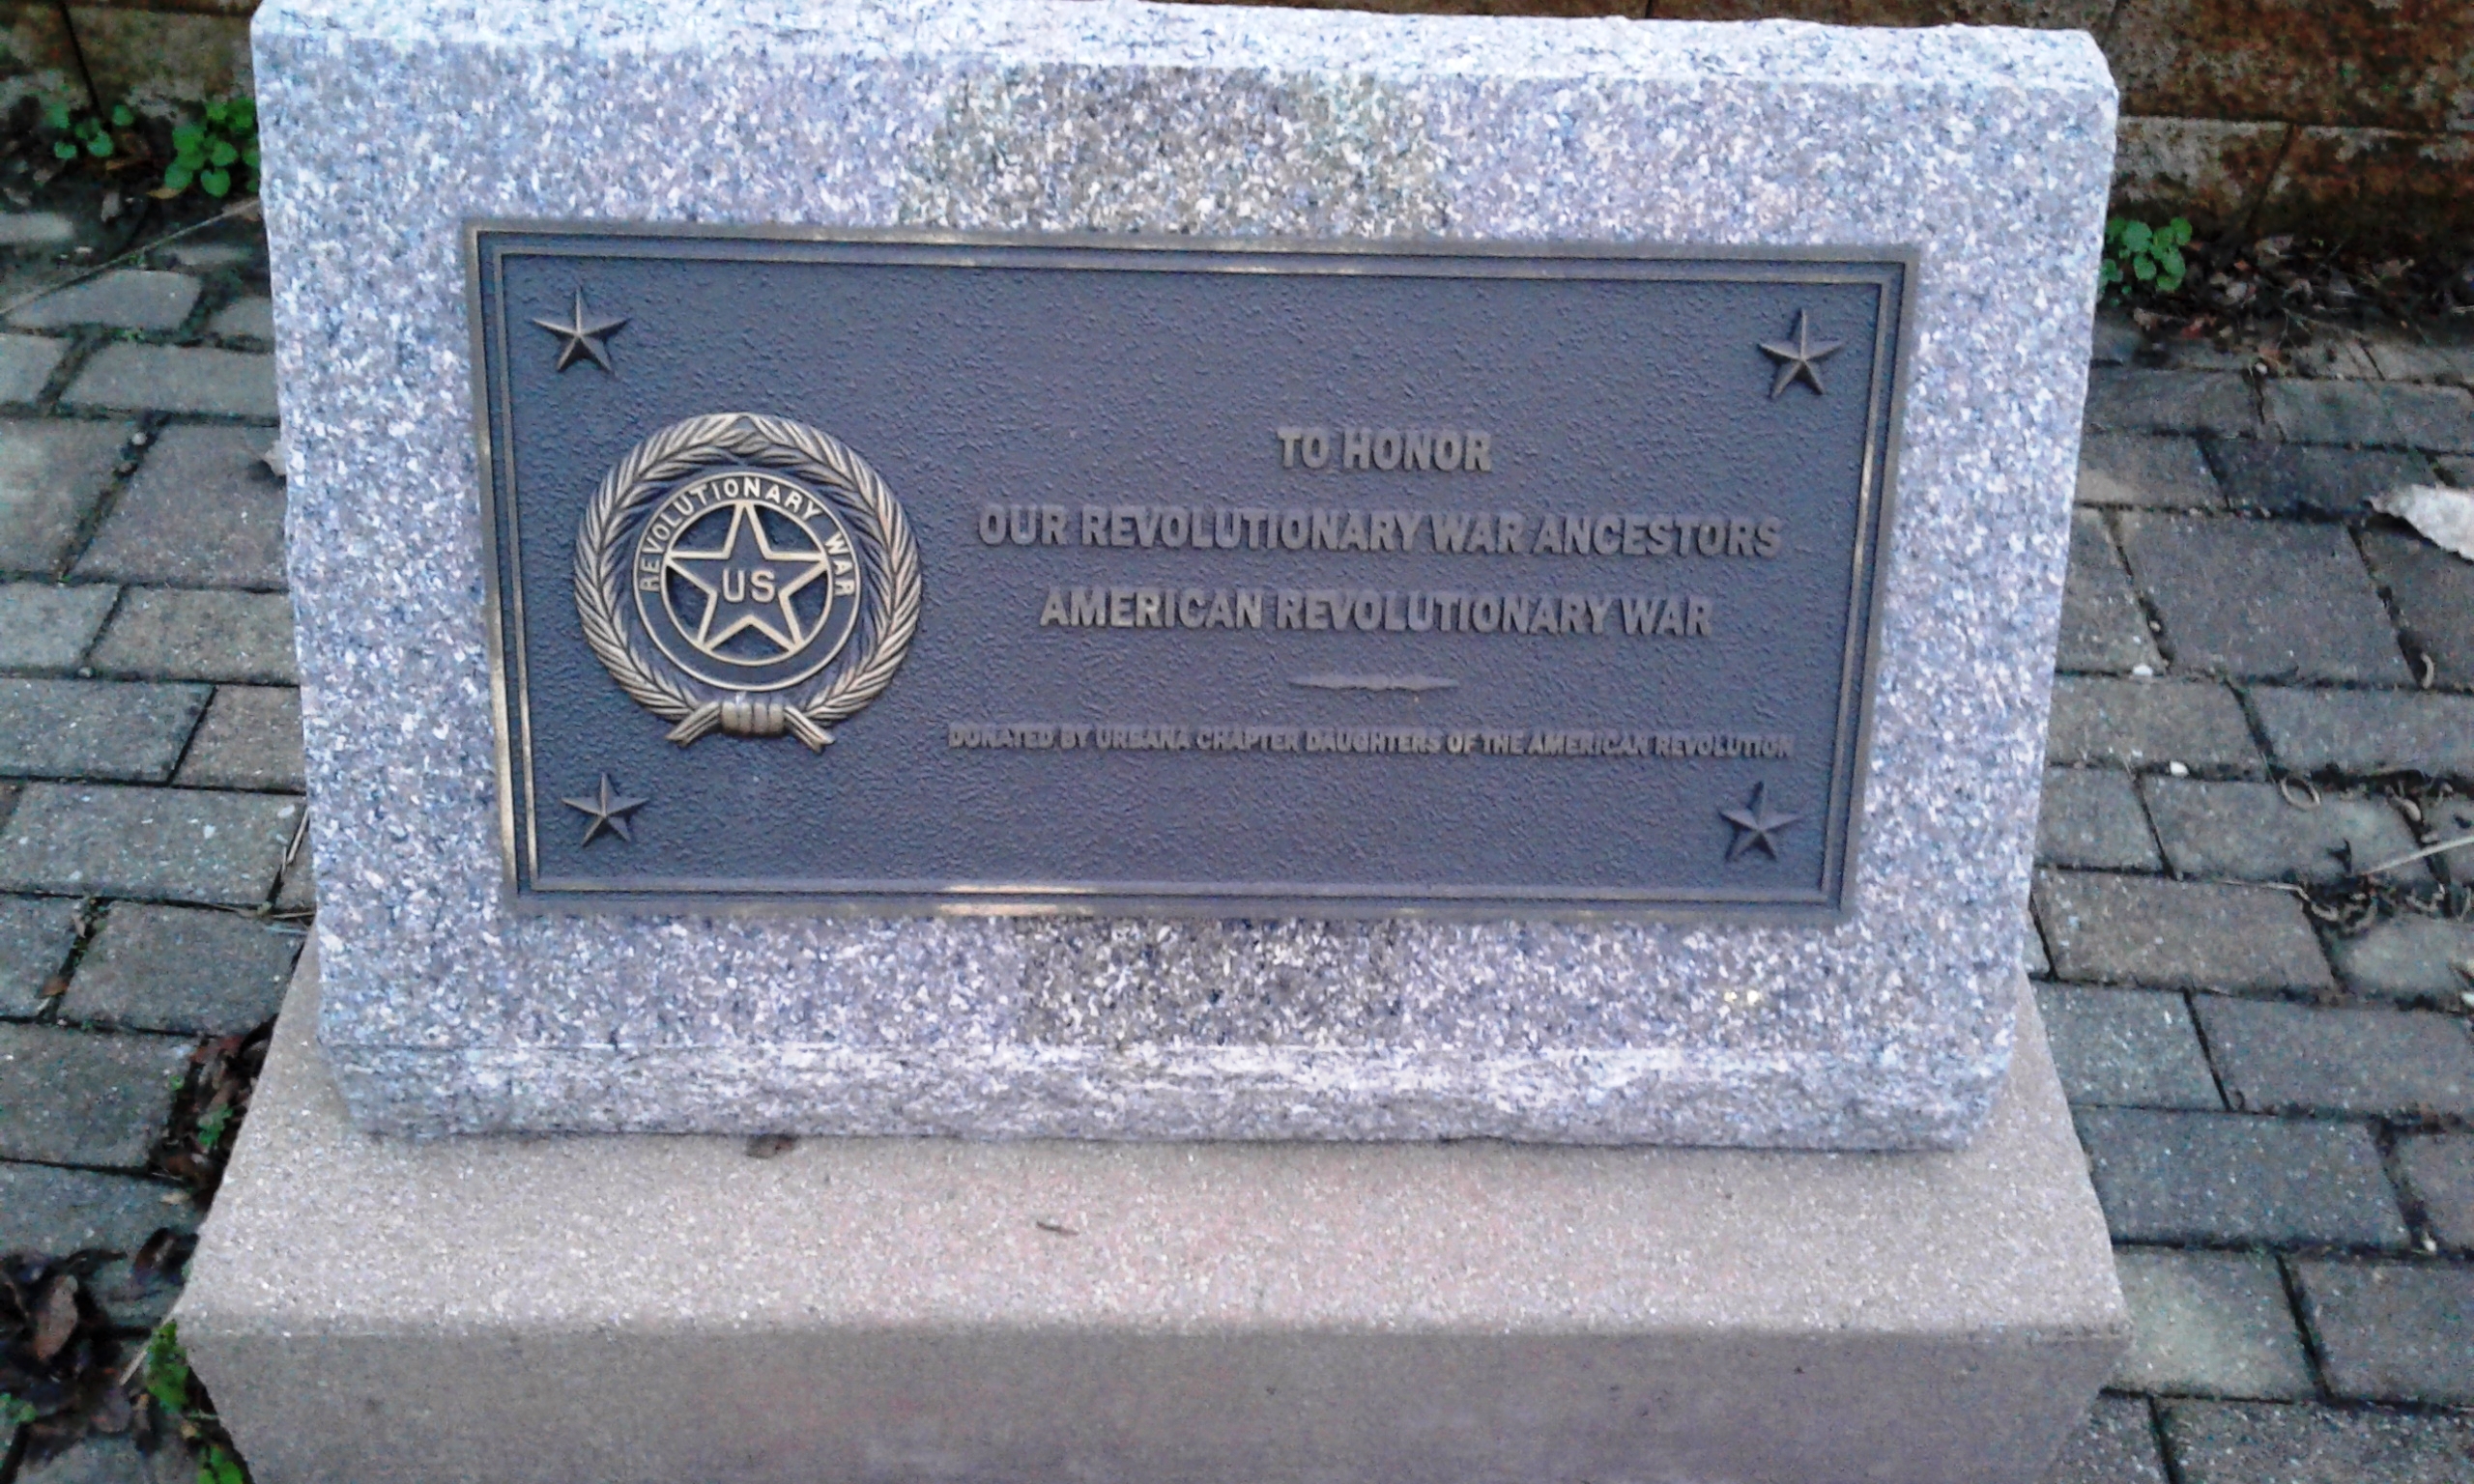 REVOLUTIONARY WAR
US
TO HONOR
OUR REVOLUTIONARY WAR ANCESTORS
AMERICAN REVOLUTIONARY WAR
DONATED BY URBANA CHAPTER DAUGHTERS OF THE AMERICAN REVOLUTION